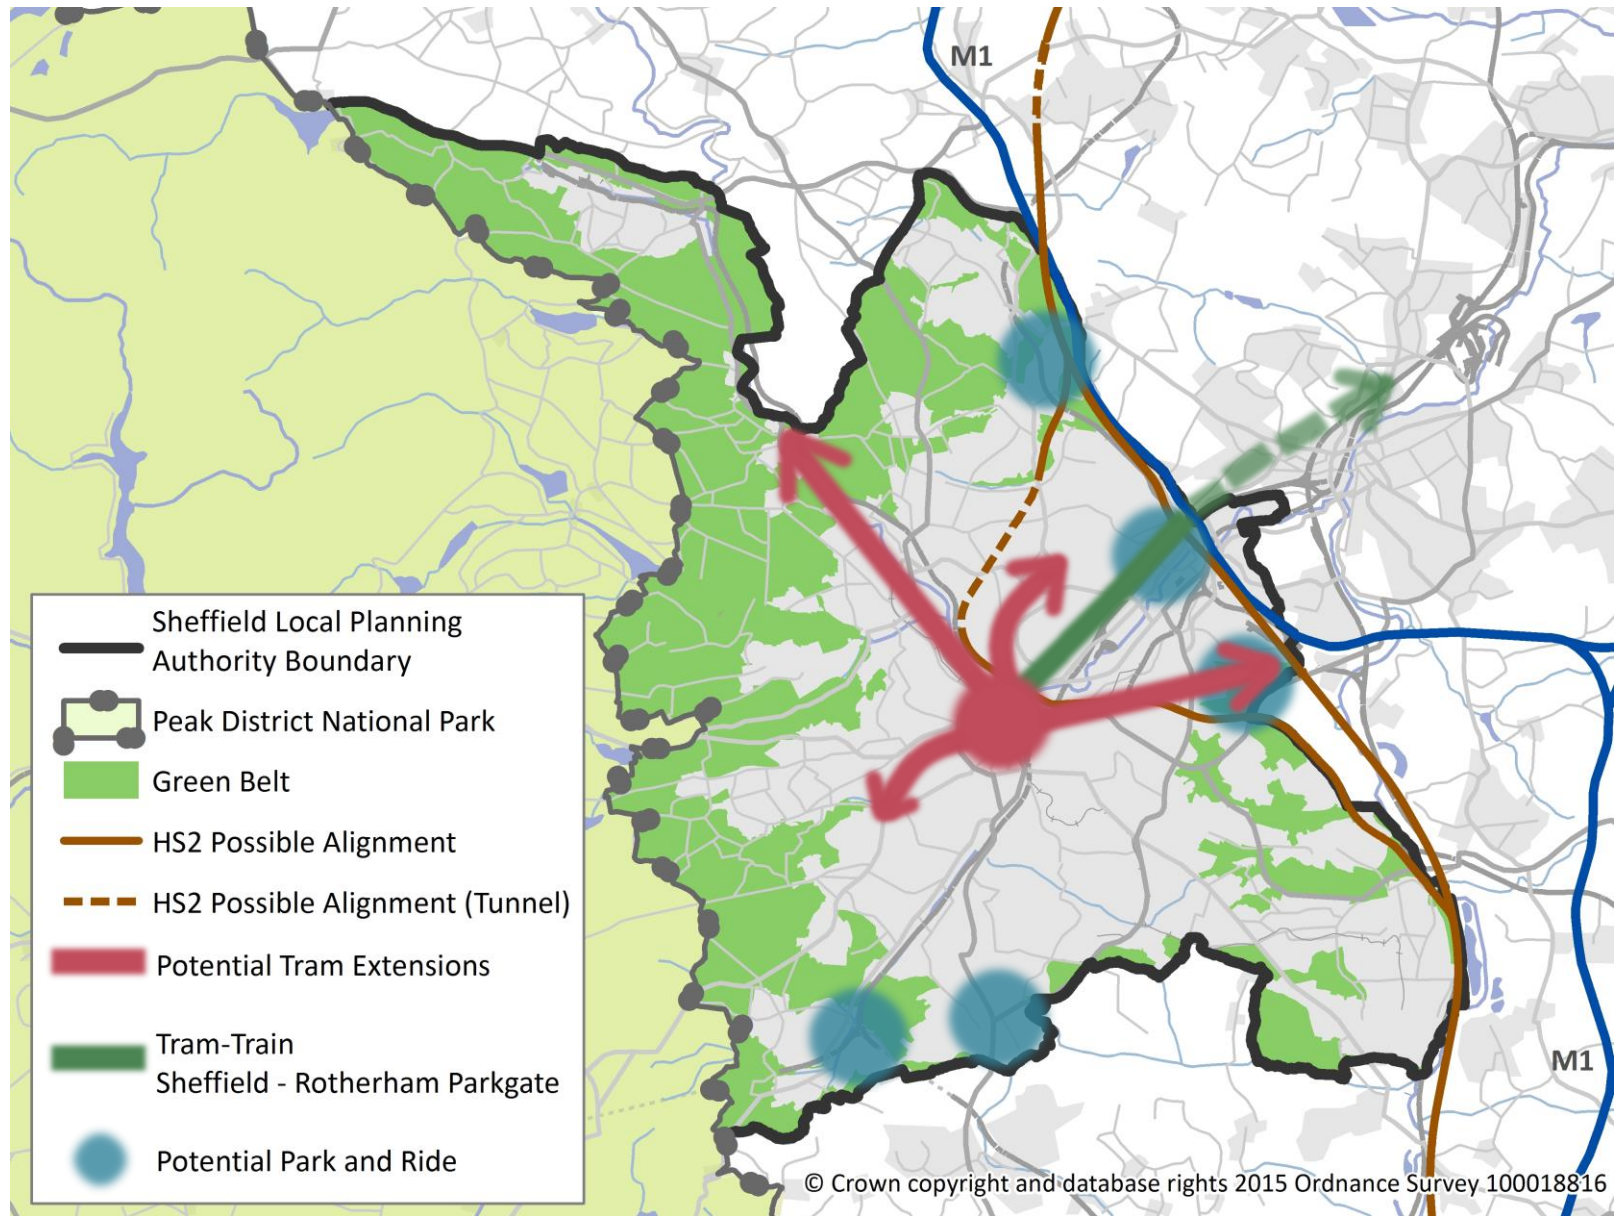 M1
Sheffield Local Planning
Authority Boundary
Peak District National Park
Green Belt
HS2 Possible Alignment
HS2 Possible Alignment (Tunnel)
Potential Tram Extensions
Tram-Train
Sheffield - Rotherham Parkgate
Potential Park and Ride
M1
© Crown copyright and database rights 2015 Ordnance Survey 100018816